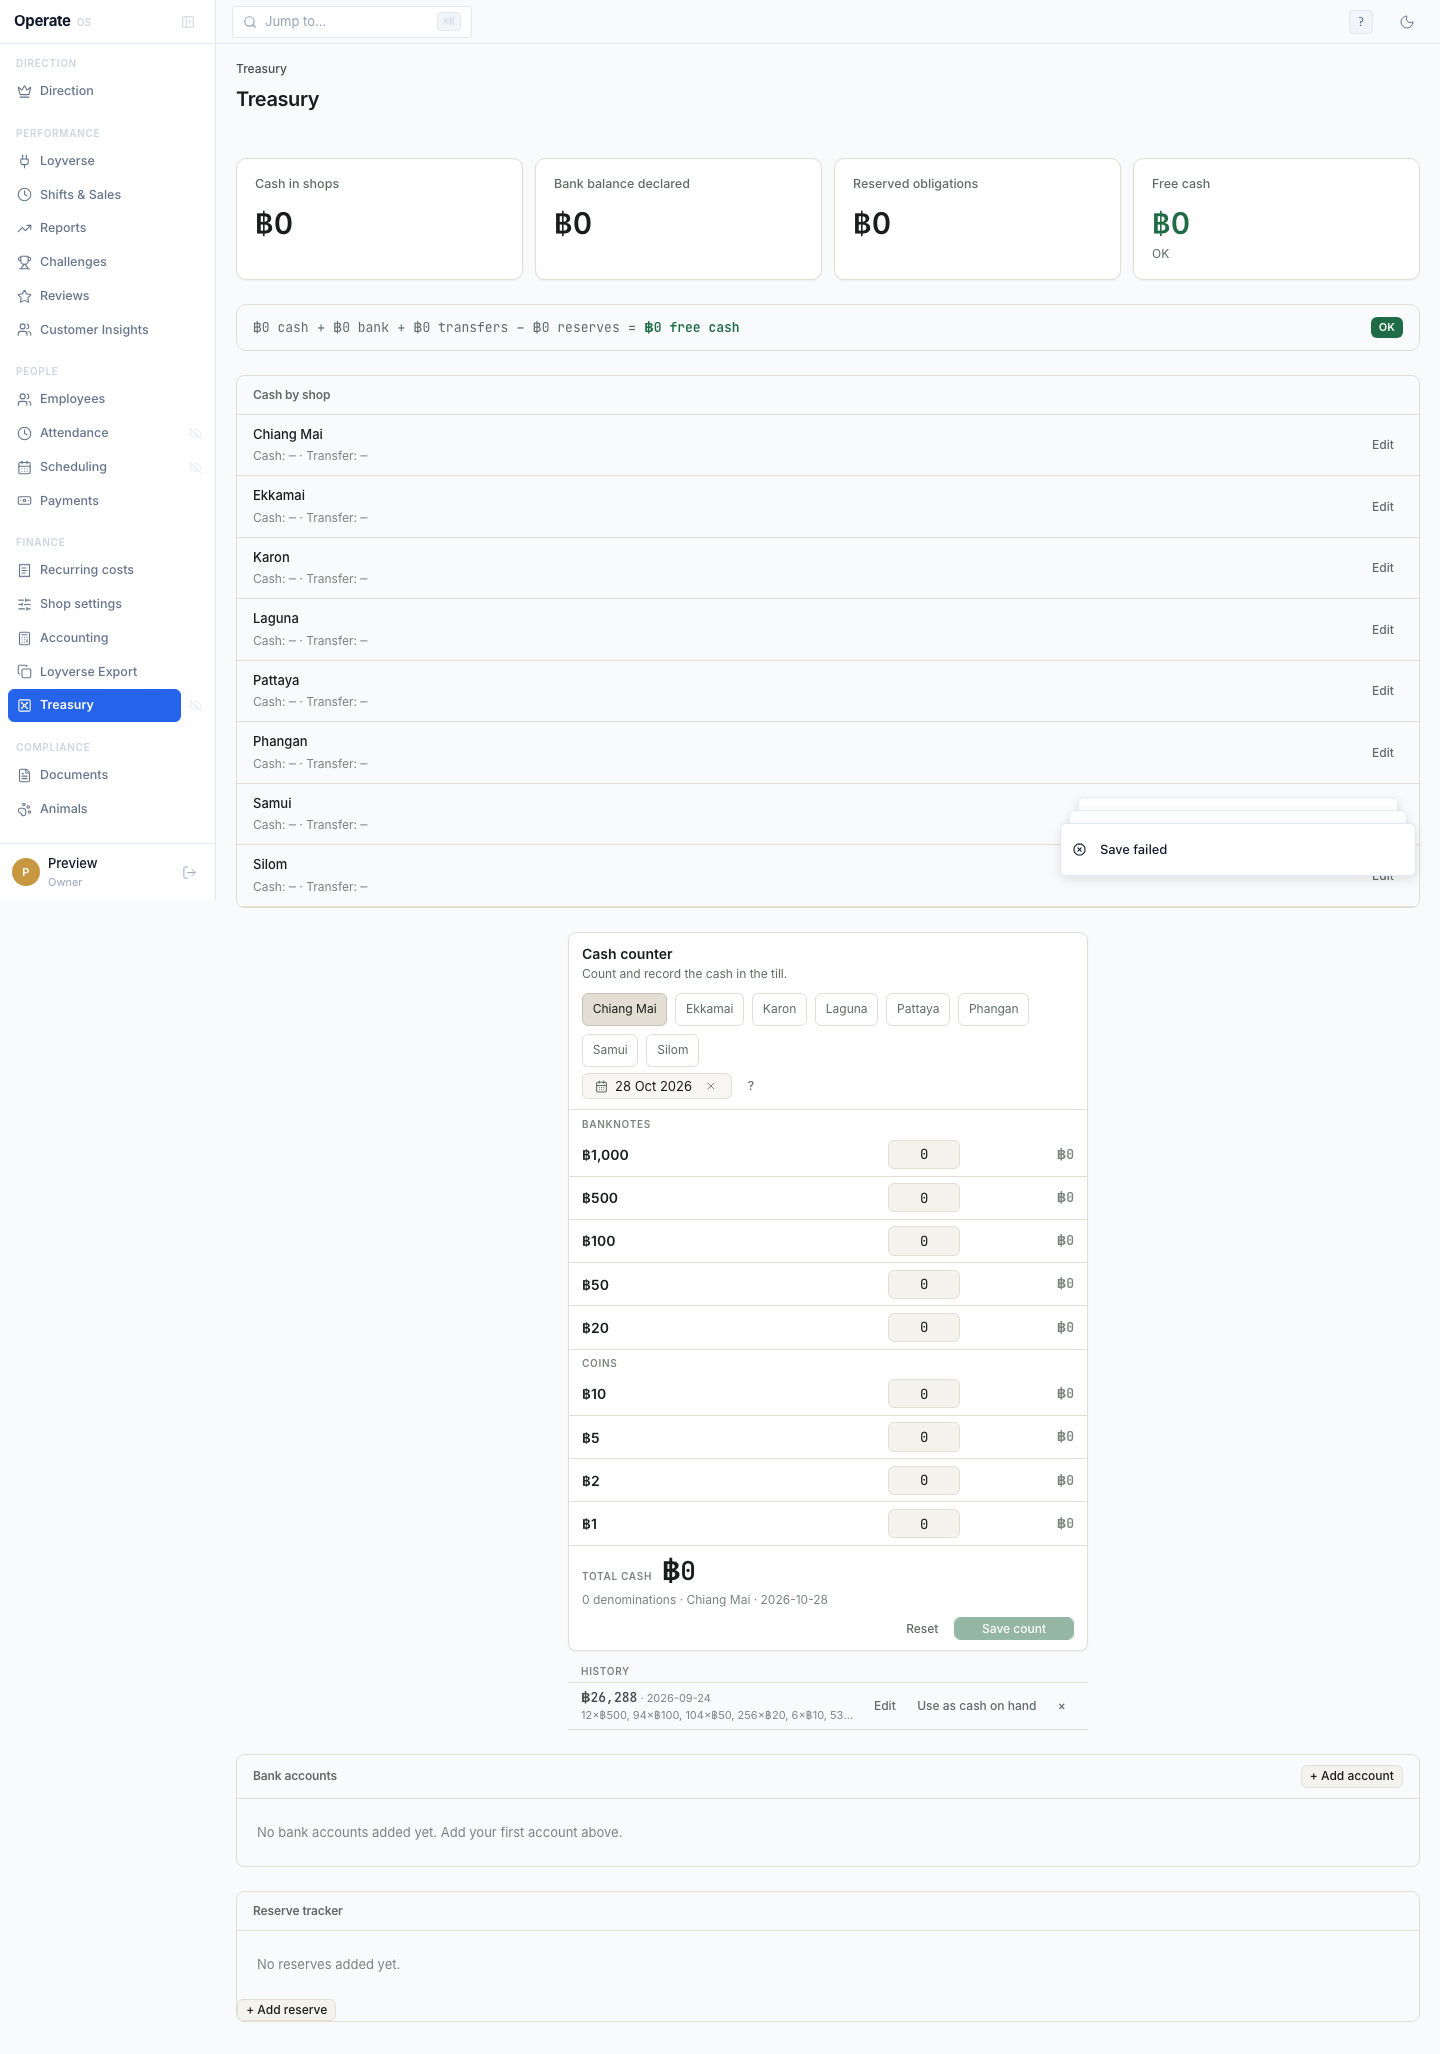 Operate OS
Jump to...
⌘K
?
DIRECTION
Direction
PERFORMANCE
Loyverse
Shifts & Sales
Reports
Challenges
Reviews
Customer Insights
PEOPLE
Employees
Attendance
Scheduling
Payments
FINANCE
Recurring costs
Shop settings
Accounting
Loyverse Export
Treasury
COMPLIANCE
Documents
Animals
P
Preview
Owner
Treasury
Treasury
Cash in shops
฿0
Bank balance declared
฿0
Reserved obligations
฿0
Free cash
฿0
OK
฿0 cash + ฿0 bank + ฿0 transfers − ฿0 reserves = ฿0 free cash
OK
Cash by shop
Chiang Mai
Cash: — · Transfer: —
Edit
Ekkamai
Cash: — · Transfer: —
Edit
Karon
Cash: — · Transfer: —
Edit
Laguna
Cash: — · Transfer: —
Edit
Pattaya
Cash: — · Transfer: —
Edit
Phangan
Cash: — · Transfer: —
Edit
Samui
Cash: — · Transfer: —
Save failed
Silom
Cash: — · Transfer: —
Edit
Cash counter
Count and record the cash in the till.
Chiang Mai Ekkamai Karon Laguna Pattaya Phangan
Samui Silom
28 Oct 2026 ?
BANKNOTES
฿1,000 0 ฿0
฿500 0 ฿0
฿100 0 ฿0
฿50 0 ฿0
฿20 0 ฿0
COINS
฿10 0 ฿0
฿5 0 ฿0
฿2 0 ฿0
฿1 0 ฿0
TOTAL CASH ฿0
0 denominations · Chiang Mai · 2026-10-28
Reset Save count
HISTORY
฿26,288 · 2026-09-24
12×฿500, 94×฿100, 104×฿50, 256×฿20, 6×฿10, 53...
Edit Use as cash on hand ×
Bank accounts
+ Add account
No bank accounts added yet. Add your first account above.
Reserve tracker
No reserves added yet.
+ Add reserve